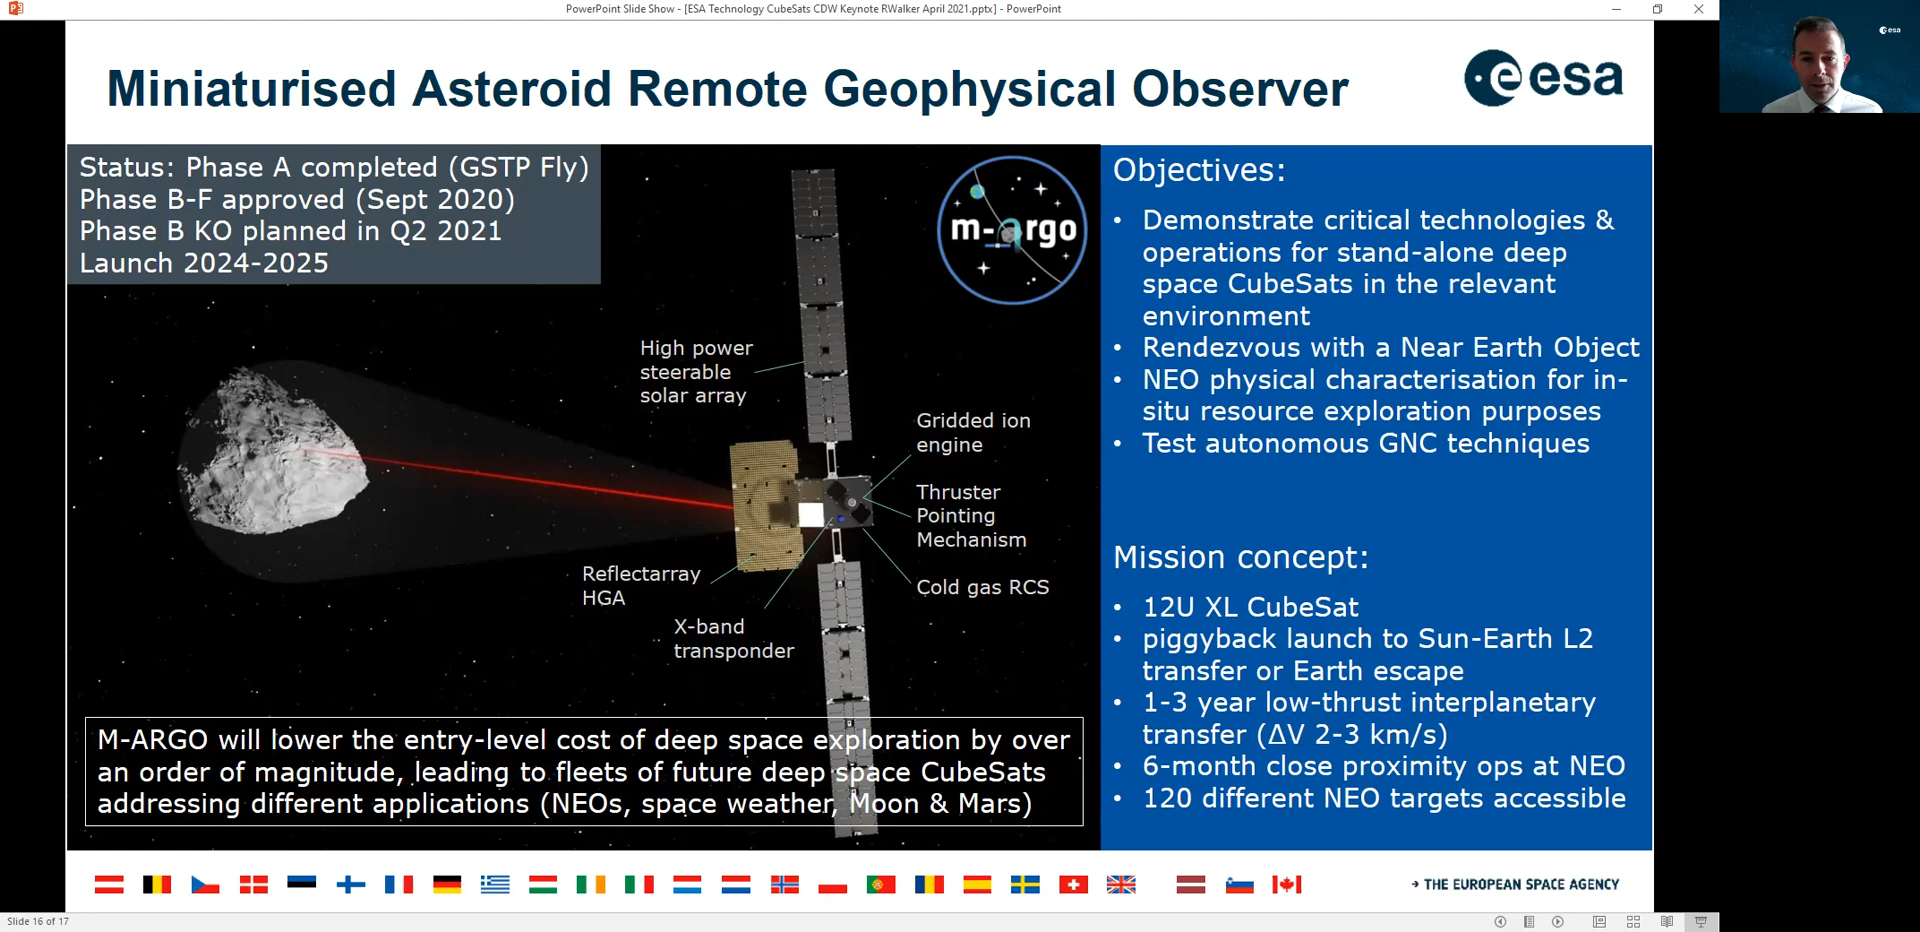 PowerPoint Slide Show - [ESA Technology CubeSats CDW Keynote RWalker April 2021.pptx] - PowerPoint
esa
Miniaturised Asteroid Remote Geophysical Observer
esa
Status: Phase A completed (GSTP Fly)
Phase B-F approved (Sept 2020)
Phase B KO planned in Q2 2021
Launch 2024-2025
m-argo
High power
steerable
solar array
Gridded ion
engine
Thruster
Pointing
Mechanism
Cold gas RCS
Reflectarray
HGA
X-band
transponder
M-ARGO will lower the entry-level cost of deep space exploration by over
an order of magnitude, leading to fleets of future deep space CubeSats
addressing different applications (NEOs, space weather, Moon & Mars)
Objectives:
• Demonstrate critical technologies &
operations for stand-alone deep
space CubeSats in the relevant
environment
• Rendezvous with a Near Earth Object
• NEO physical characterisation for in-
situ resource exploration purposes
• Test autonomous GNC techniques
Mission concept:
• 12U XL CubeSat
• piggyback launch to Sun-Earth L2
transfer or Earth escape
• 1-3 year low-thrust interplanetary
transfer (ΔV 2-3 km/s)
• 6-month close proximity ops at NEO
• 120 different NEO targets accessible
→ THE EUROPEAN SPACE AGENCY
Slide 16 of 17